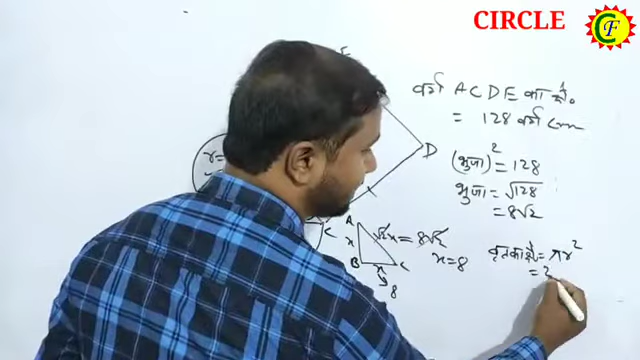 CIRCLE
CF
E
वर्ग ACDE का क्षे०
= 128 वर्ग cm
D
(भुजा)² = 128
भुजा = √128
= 8√2
r=
C
A
√2x = 8√2
x
x = 8
B
x
C
8
वृत का क्षे० = πr²
=